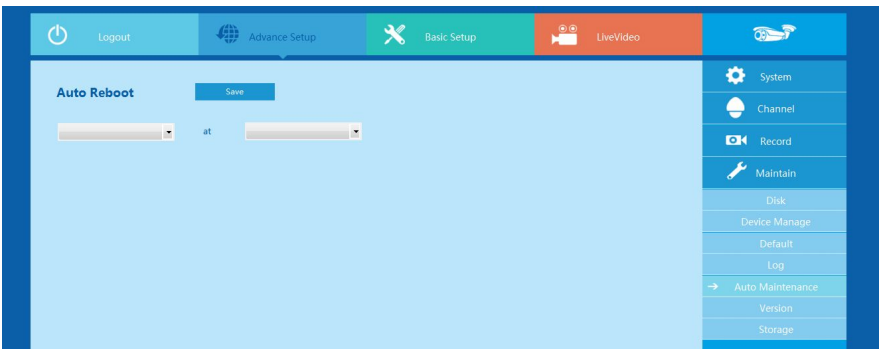 Logout
Advance Setup
Basic Setup
LiveVideo
Auto Reboot
Save
at
System
Channel
Record
Maintain
Disk
Device Manage
Default
Log
Auto Maintenance
Version
Storage